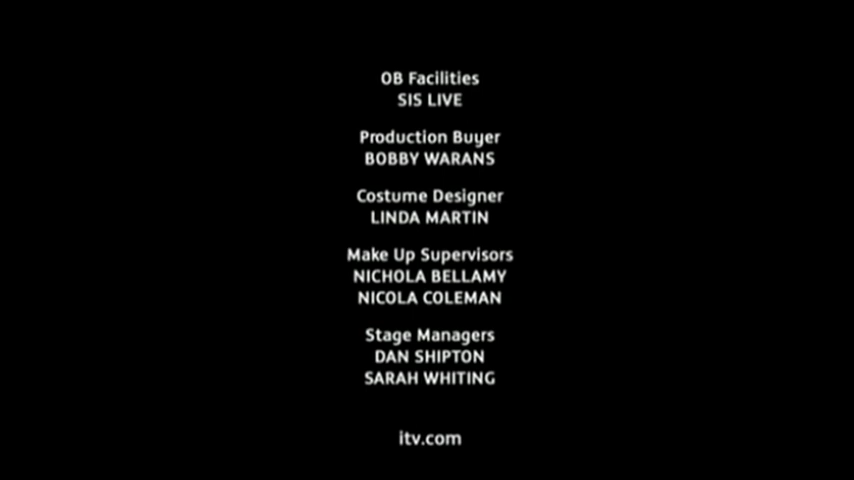 OB Facilities
SIS LIVE
Production Buyer
BOBBY WARANS
Costume Designer
LINDA MARTIN
Make Up Supervisors
NICHOLA BELLAMY
NICOLA COLEMAN
Stage Managers
DAN SHIPTON
SARAH WHITING
itv.com